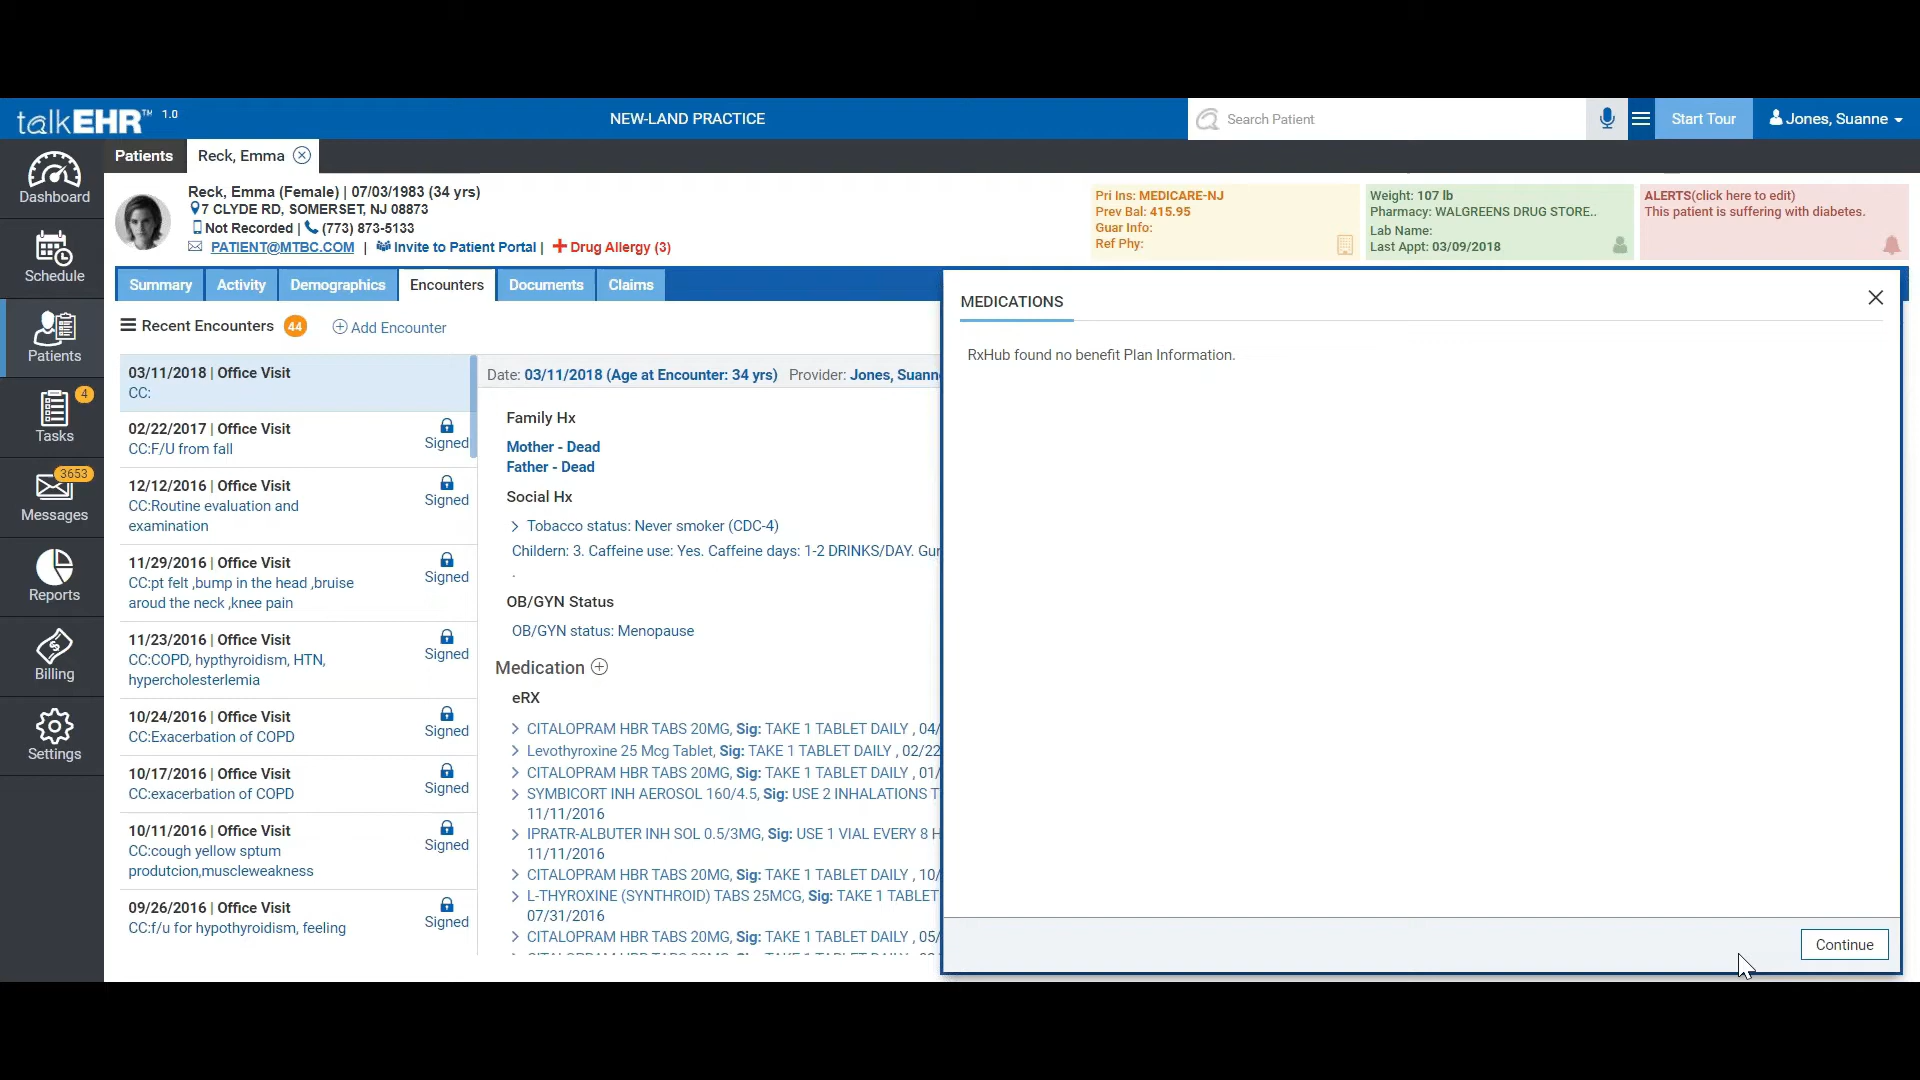 talkEHR™ 1.0
NEW-LAND PRACTICE
Search Patient
Start Tour
Jones, Suanne
Dashboard
Schedule
Patients
Tasks
4
Messages
3653
Reports
Billing
Settings
Patients
Reck, Emma
Reck, Emma (Female) | 07/03/1983 (34 yrs)
7 CLYDE RD, SOMERSET, NJ 08873
Not Recorded | (773) 873-5133
PATIENT@MTBC.COM | Invite to Patient Portal | Drug Allergy (3)
Pri Ins: MEDICARE-NJ
Prev Bal: 415.95
Guar Info:
Ref Phy:
Weight: 107 lb
Pharmacy: WALGREENS DRUG STORE..
Lab Name:
Last Appt: 03/09/2018
ALERTS(click here to edit)
This patient is suffering with diabetes.
Summary
Activity
Demographics
Encounters
Documents
Claims
Recent Encounters 44
Add Encounter
03/11/2018 | Office Visit
CC:
02/22/2017 | Office Visit
CC:F/U from fall
Signed
12/12/2016 | Office Visit
CC:Routine evaluation and
examination
Signed
11/29/2016 | Office Visit
CC:pt felt ,bump in the head ,bruise
aroud the neck ,knee pain
Signed
11/23/2016 | Office Visit
CC:COPD, hypthyroidism, HTN,
hypercholesterlemia
Signed
10/24/2016 | Office Visit
CC:Exacerbation of COPD
Signed
10/17/2016 | Office Visit
CC:exacerbation of COPD
Signed
10/11/2016 | Office Visit
CC:cough yellow sptum
produtcion,muscleweakness
Signed
09/26/2016 | Office Visit
CC:f/u for hypothyroidism, feeling
Signed
Date: 03/11/2018 (Age at Encounter: 34 yrs) Provider: Jones, Suann
Family Hx
Mother - Dead
Father - Dead
Social Hx
Tobacco status: Never smoker (CDC-4)
Childern: 3. Caffeine use: Yes. Caffeine days: 1-2 DRINKS/DAY.
.
OB/GYN Status
OB/GYN status: Menopause
Medication
eRX
CITALOPRAM HBR TABS 20MG, Sig: TAKE 1 TABLET DAILY , 04/
Levothyroxine 25 Mcg Tablet, Sig: TAKE 1 TABLET DAILY , 02/22
CITALOPRAM HBR TABS 20MG, Sig: TAKE 1 TABLET DAILY , 01/
SYMBICORT INH AEROSOL 160/4.5, Sig: USE 2 INHALATIONS T
11/11/2016
IPRATR-ALBUTER INH SOL 0.5/3MG, Sig: USE 1 VIAL EVERY 8 H
11/11/2016
CITALOPRAM HBR TABS 20MG, Sig: TAKE 1 TABLET DAILY , 10/
L-THYROXINE (SYNTHROID) TABS 25MCG, Sig: TAKE 1 TABLET
07/31/2016
CITALOPRAM HBR TABS 20MG, Sig: TAKE 1 TABLET DAILY , 05/
MEDICATIONS
RxHub found no benefit Plan Information.
Continue